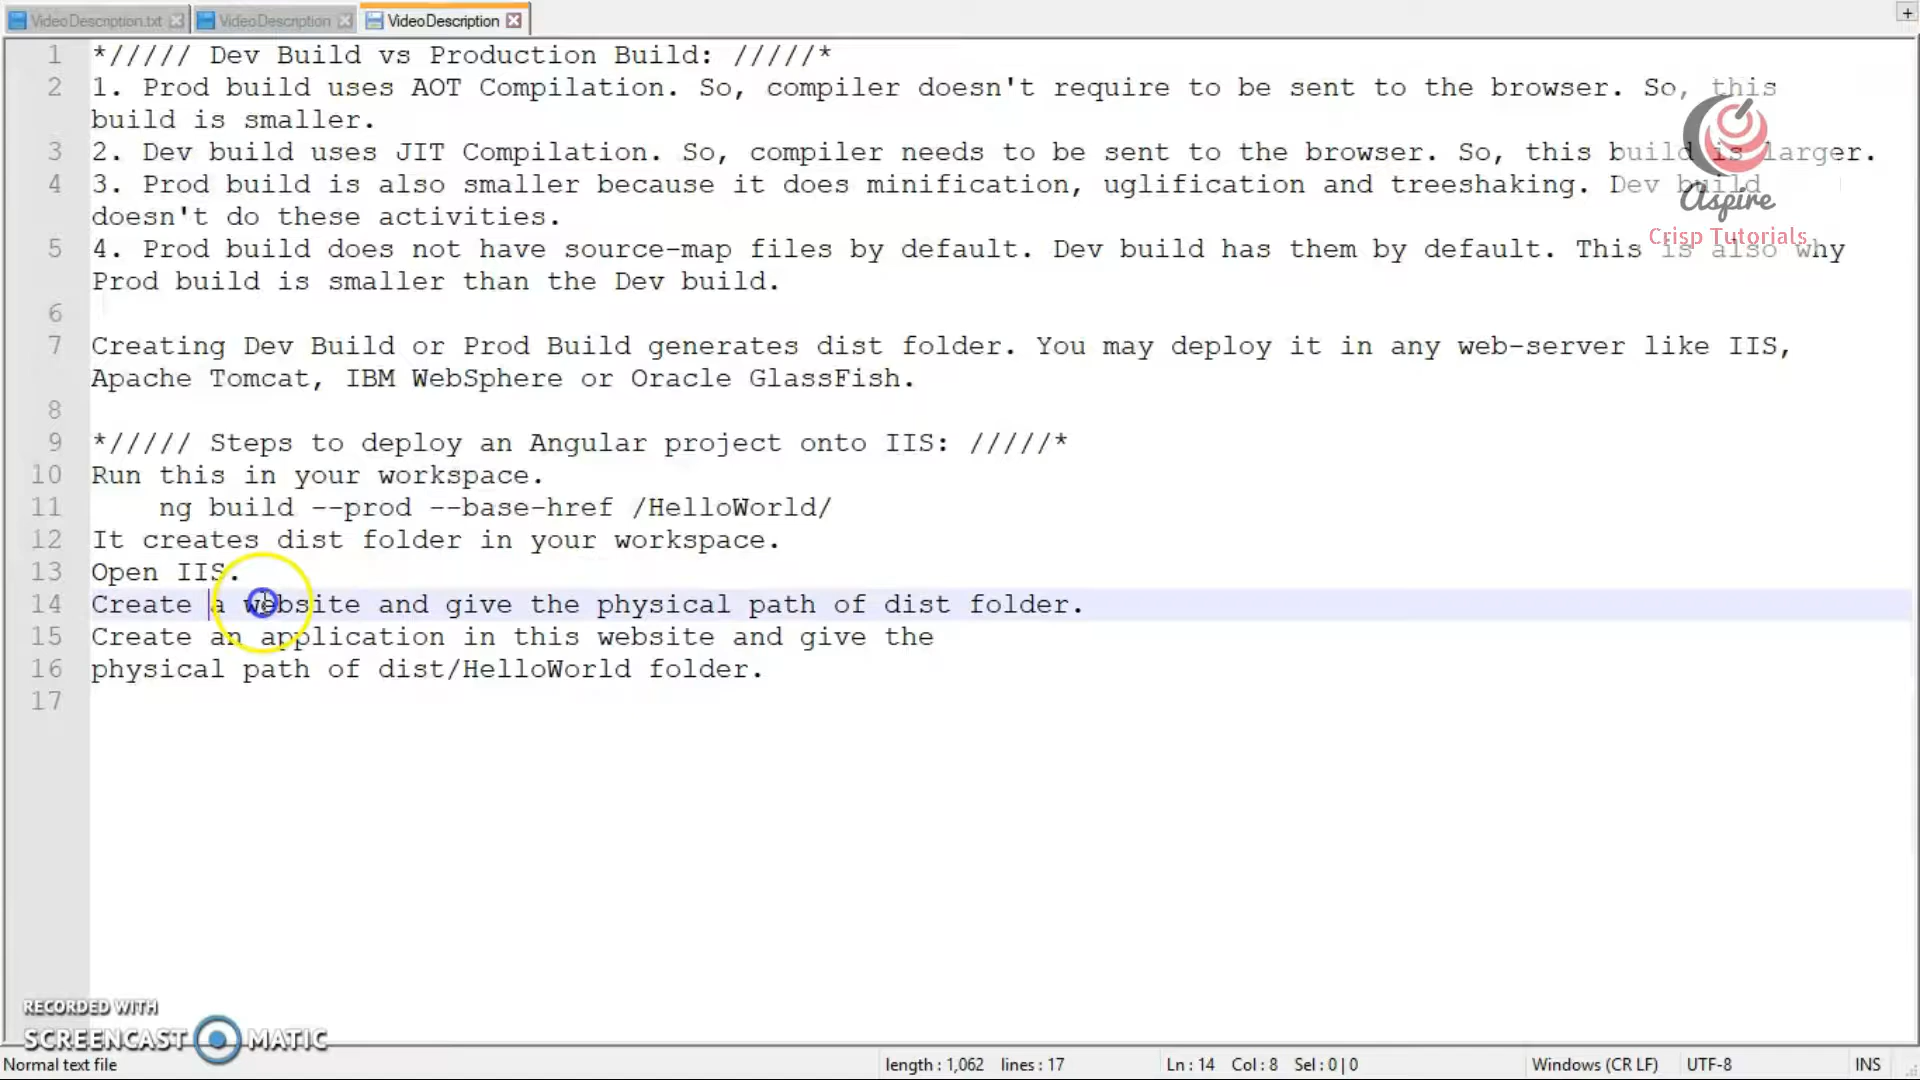 VideoDescription.txt VideoDescription VideoDescription
1 *///// Dev Build vs Production Build: /////*
2 1. Prod build uses AOT Compilation. So, compiler doesn't require to be sent to the browser. So, this
build is smaller.
3 2. Dev build uses JIT Compilation. So, compiler needs to be sent to the browser. So, this build is larger.
4 3. Prod build is also smaller because it does minification, uglification and treeshaking. Dev build
doesn't do these activities.
5 4. Prod build does not have source-map files by default. Dev build has them by default. This is also why
Prod build is smaller than the Dev build.
6
7 Creating Dev Build or Prod Build generates dist folder. You may deploy it in any web-server like IIS,
Apache Tomcat, IBM WebSphere or Oracle GlassFish.
8
9 *///// Steps to deploy an Angular project onto IIS: /////*
10 Run this in your workspace.
11 ng build --prod --base-href /HelloWorld/
12 It creates dist folder in your workspace.
13 Open IIS.
14 Create a website and give the physical path of dist folder.
15 Create an application in this website and give the
16 physical path of dist/HelloWorld folder.
17
Aspire
Crisp Tutorials
RECORDED WITH
SCREENCAST MATIC
Normal text file length : 1,062 lines : 17 Ln : 14 Col : 8 Sel : 0 | 0 Windows (CR LF) UTF-8 INS